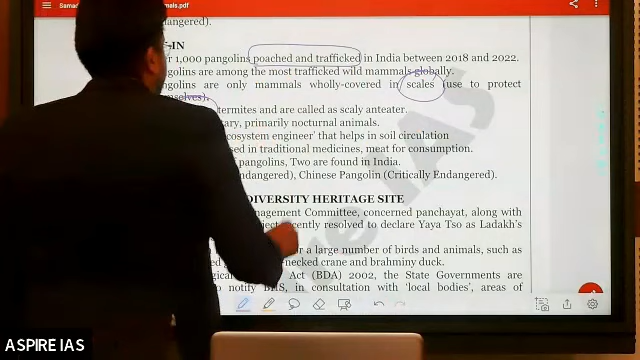 Samad
mals.pdf
dangered).
-IN
r 1,000 pangolins poached and trafficked in India between 2018 and 2022.
golins are among the most trafficked wild mammals globally.
ngolins are only mammals wholly-covered in scales (use to protect
mselves).
termites and are called as scaly anteater.
ary, primarily nocturnal animals.
cosystem engineer' that helps in soil circulation
sed in traditional medicines, meat for consumption.
f pangolins, Two are found in India.
ndangered), Chinese Pangolin (Critically Endangered).
DIVERSITY HERITAGE SITE
nagement Committee, concerned panchayat, along with
ject recently resolved to declare Yaya Tso as Ladakh's
or a large number of birds and animals, such as
-necked crane and brahminy duck.
gical Act (BDA) 2002, the State Governments are
o notify BHS, in consultation with 'local bodies', areas of
ASPIRE IAS